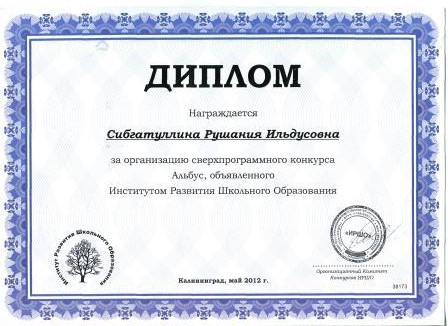 ДИПЛОМ
Награждается
Сибгатуллина Рушания Ильдусовна
за организацию сверхпрограммного конкурса
Альбус, объявленного
Институтом Развития Школьного Образования
Институт Развития Школьного Образования
«ИРШО»
Организационный Комитет
Конкурсов ИРШО
Калининград, май 2012 г.
38173